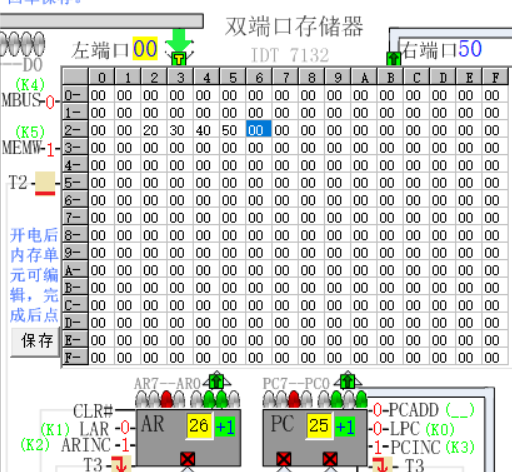 双端口存储器
左端口00
IDT 7132
右端口50
D0
0 1 2 3 4 5 6 7 8 9 A B C D E F
(K4)
MBUS-0-
(K5)
MEMW-1-
T2
0- 00 00 00 00 00 00 00 00 00 00 00 00 00 00 00 00
1- 00 00 00 00 00 00 00 00 00 00 00 00 00 00 00 00
2- 00 00 20 30 40 50 00 00 00 00 00 00 00 00 00 00
3- 00 00 00 00 00 00 00 00 00 00 00 00 00 00 00 00
4- 00 00 00 00 00 00 00 00 00 00 00 00 00 00 00 00
5- 00 00 00 00 00 00 00 00 00 00 00 00 00 00 00 00
6- 00 00 00 00 00 00 00 00 00 00 00 00 00 00 00 00
7- 00 00 00 00 00 00 00 00 00 00 00 00 00 00 00 00
8- 00 00 00 00 00 00 00 00 00 00 00 00 00 00 00 00
9- 00 00 00 00 00 00 00 00 00 00 00 00 00 00 00 00
A- 00 00 00 00 00 00 00 00 00 00 00 00 00 00 00 00
B- 00 00 00 00 00 00 00 00 00 00 00 00 00 00 00 00
C- 00 00 00 00 00 00 00 00 00 00 00 00 00 00 00 00
D- 00 00 00 00 00 00 00 00 00 00 00 00 00 00 00 00
E- 00 00 00 00 00 00 00 00 00 00 00 00 00 00 00 00
F- 00 00 00 00 00 00 00 00 00 00 00 00 00 00 00 00
开电后
内存单
元可编
辑，完
成后点
保存
AR7--AR0
PC7--PC0
CLR#
(K1) LAR -0-
(K2) ARINC-1-
T3
AR 26 +1
PC 25 +1
-0-PCADD (__)
-0-LPC (K0)
-1-PCINC (K3)
T3